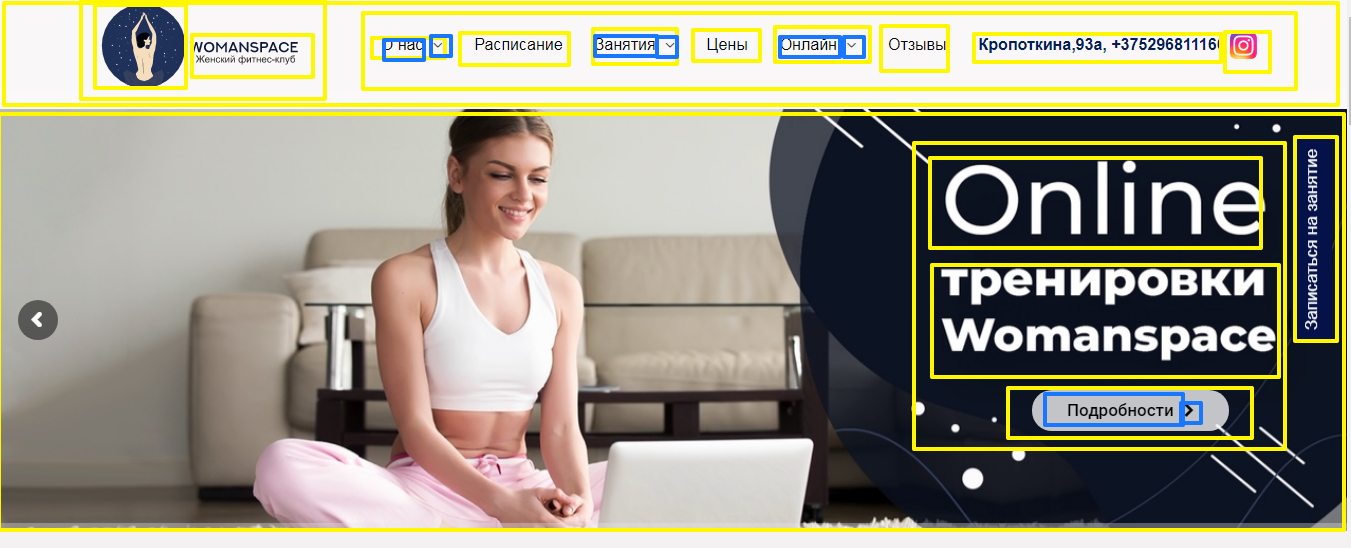 WOMANSPACE
Женский фитнес-клуб
О нас
Расписание
Занятия
Цены
Онлайн
Отзывы
Кропоткина,93а,
Online
тренировки
Womanspace
Подробности
Записаться на занятие